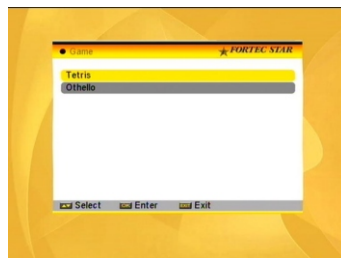 Game
FORTEC STAR
Tetris
Othello
Select
Enter
Exit